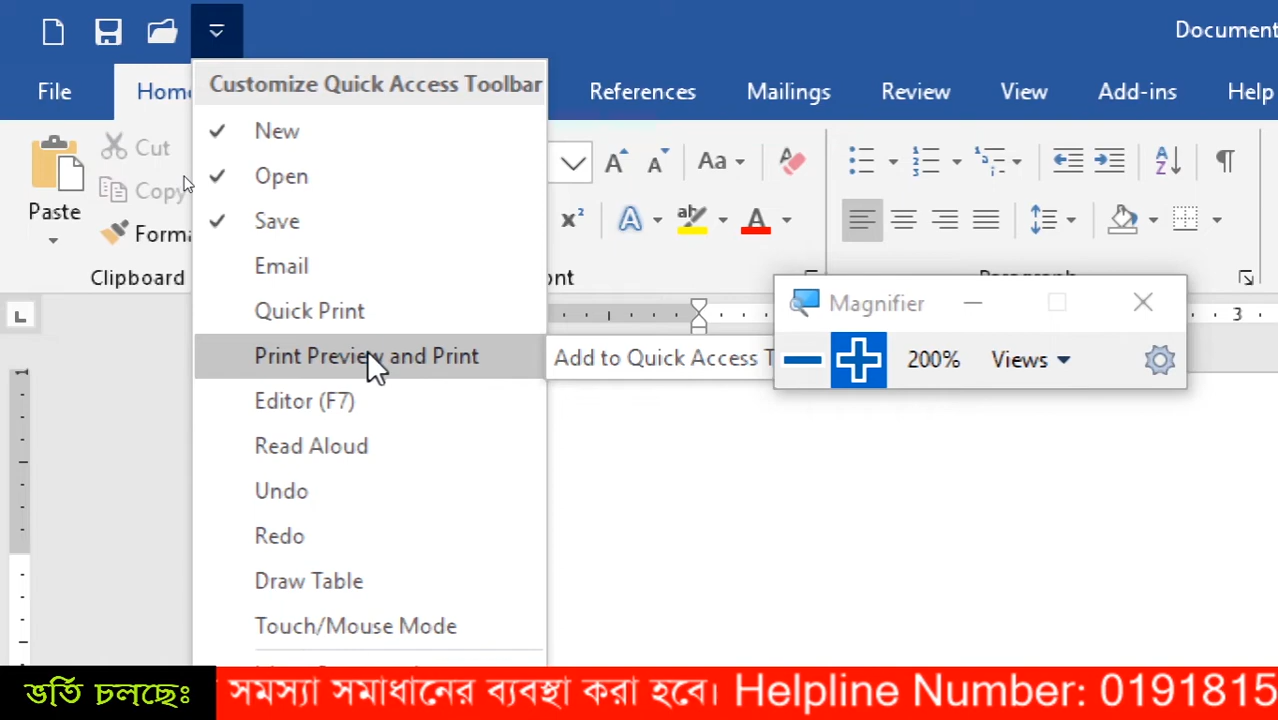 Document
File
Home
References
Mailings
Review
View
Add-ins
Help
Customize Quick Access Toolbar
New
Open
Save
Email
Quick Print
Print Preview and Print
Editor (F7)
Read Aloud
Undo
Redo
Draw Table
Touch/Mouse Mode
Add to Quick Access T
Cut
Copy
Forma
Paste
Clipboard
ont
Aa
Magnifier
200%
Views
3
1
ভর্তি চলছেঃ
সমস্যা সমাধানের ব্যবস্থা করা হবে। Helpline Number: 0191815